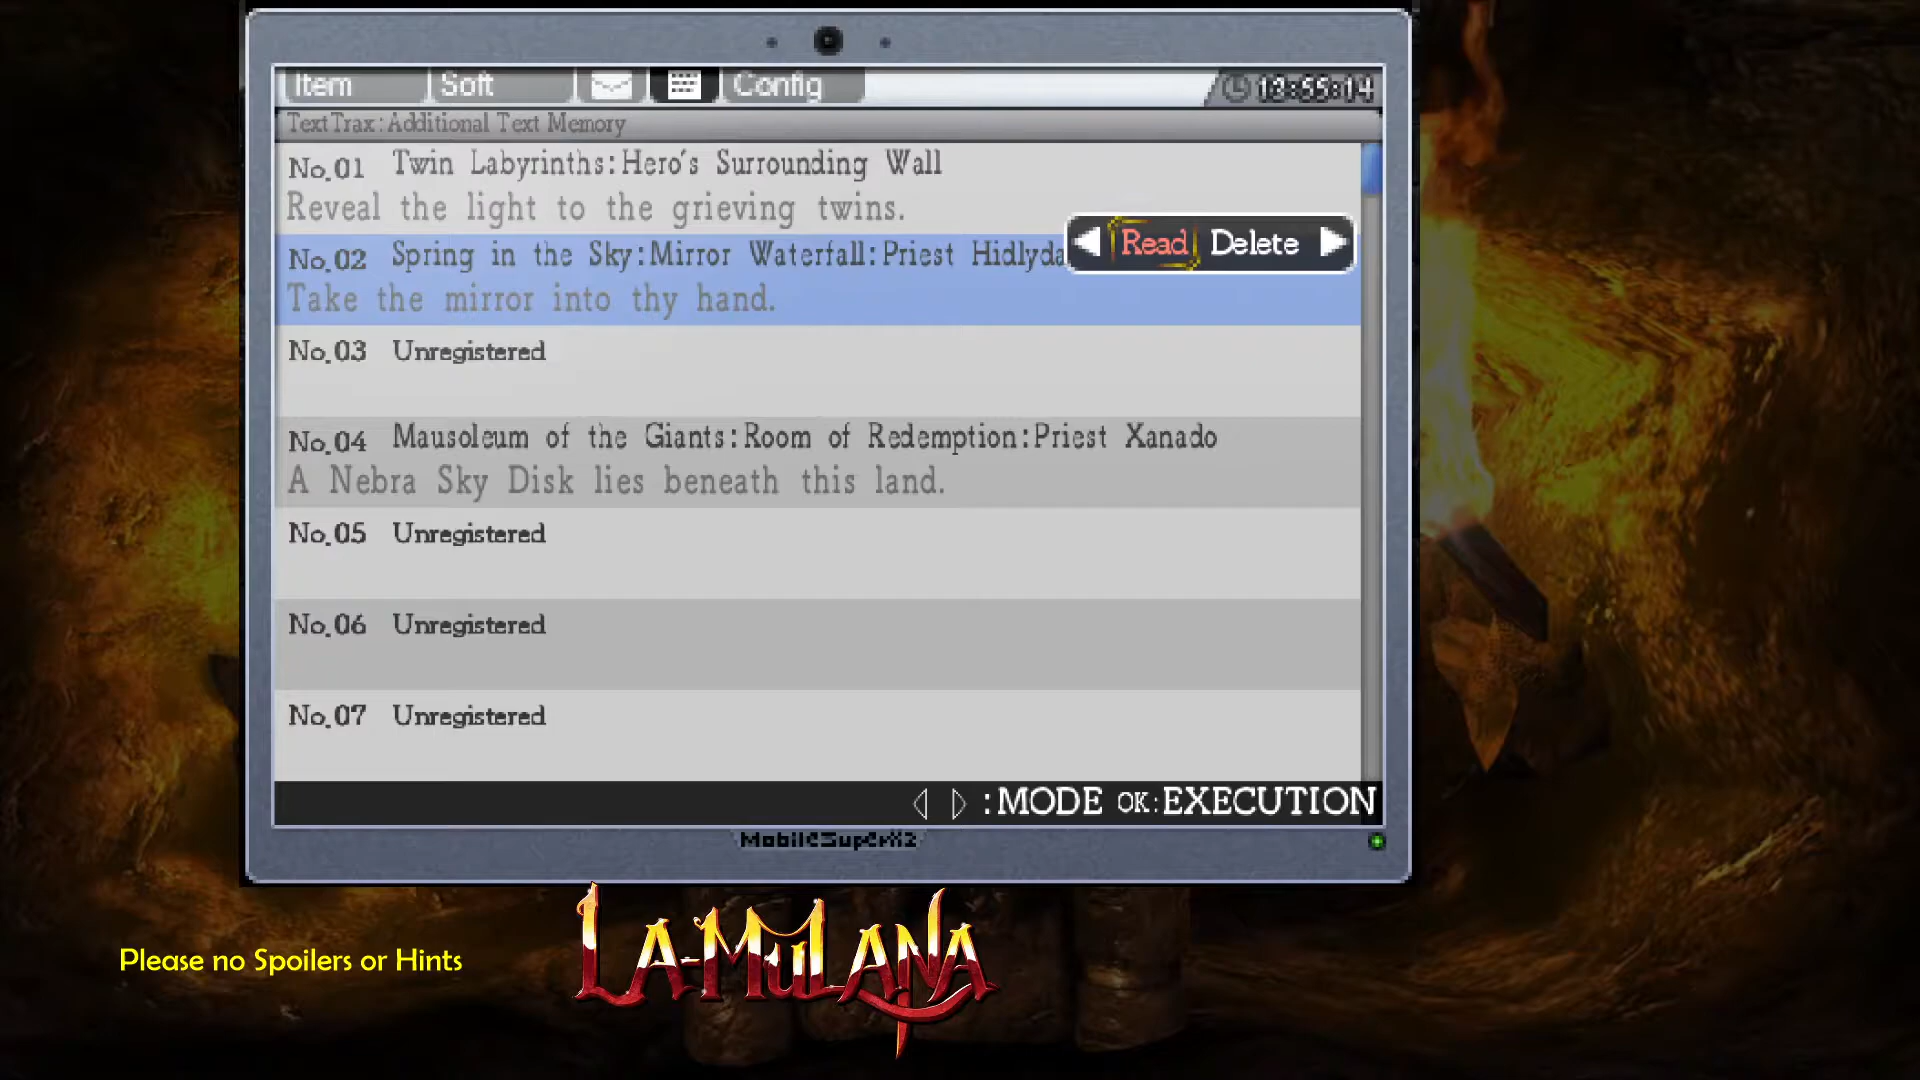 Item Soft Config 13:55:14
TextTrax:Additional Text Memory
No.01 Twin Labyrinths:Hero's Surrounding Wall
Reveal the light to the grieving twins.
No.02 Spring in the Sky:Mirror Waterfall:Priest Hidlyda
Read Delete
Take the mirror into thy hand.
No.03 Unregistered
No.04 Mausoleum of the Giants:Room of Redemption:Priest Xanado
A Nebra Sky Disk lies beneath this land.
No.05 Unregistered
No.06 Unregistered
No.07 Unregistered
:MODE OK:EXECUTION
MobileSuperX2
Please no Spoilers or Hints
LA-MULANA